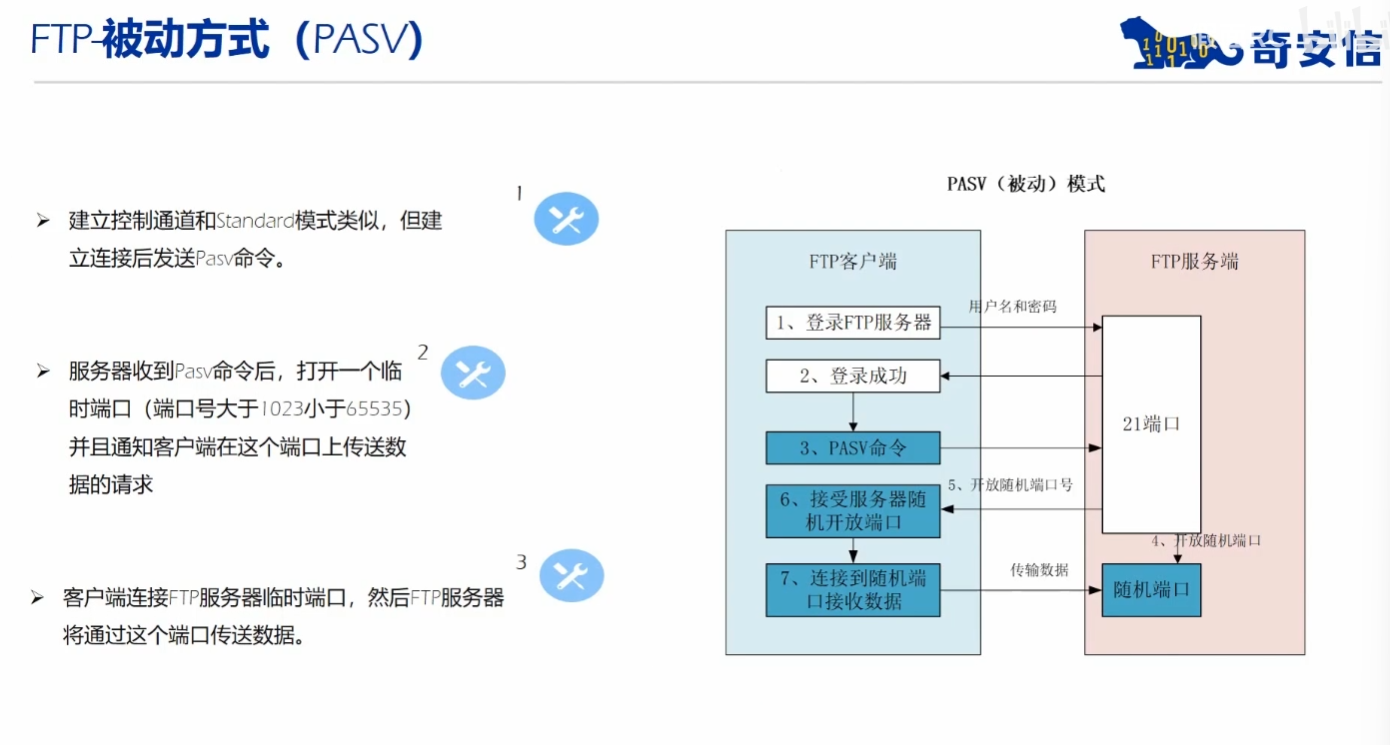 FTP-被动方式（PASV）
奇安信
1
➢ 建立控制通道和Standard模式类似，但建
立连接后发送Pasv命令。
2
➢ 服务器收到Pasv命令后，打开一个临
时端口（端口号大于1023小于65535）
并且通知客户端在这个端口上传送数
据的请求
3
➢ 客户端连接FTP服务器临时端口，然后FTP服务器
将通过这个端口传送数据。
PASV（被动）模式
FTP客户端
FTP服务端
用户名和密码
1、登录FTP服务器
2、登录成功
21端口
3、PASV命令
5、开放随机端口号
6、接受服务器随
机开放端口
4、开放随机端口
传输数据
7、连接到随机端
口接收数据
随机端口